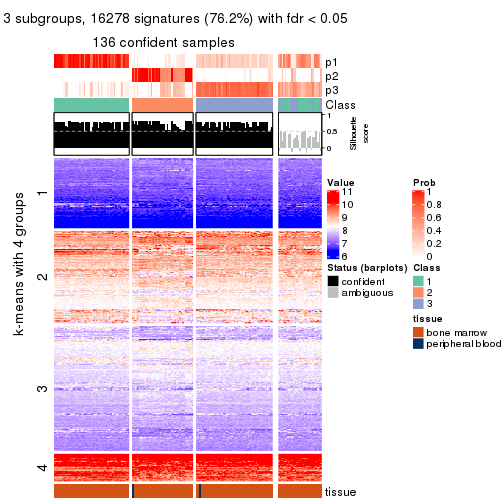 3 subgroups, 16278 signatures (76.2%) with fdr < 0.05
136 confident samples
p1
p2
p3
Class
1
0.5
0
Silhouette
score
k-means with 4 groups
1
2
3
4
tissue
Value
11
10
9
8
7
6
Prob
1
0.8
0.6
0.4
0.2
0
Status (barplots)
confident
ambiguous
Class
1
2
3
tissue
bone marrow
peripheral blood